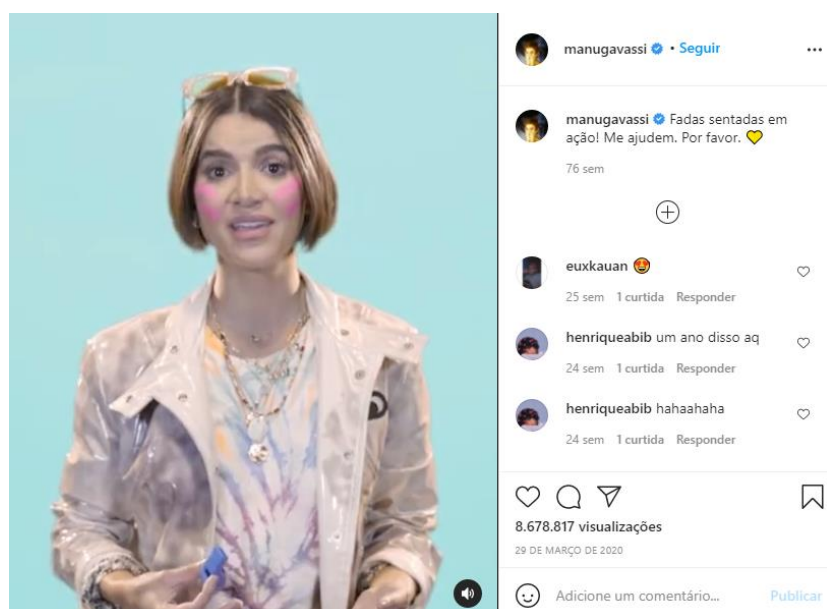 manugavassi • Seguir
manugavassi Fadas sentadas em
ação! Me ajudem. Por favor. 💛
76 sem
euxkauan 😍
25 sem 1 curtida Responder
henriqueabib um ano disso aq
24 sem 1 curtida Responder
henriqueabib hahaahaha
24 sem 1 curtida Responder
8.678.817 visualizações
29 DE MARÇO DE 2020
Adicione um comentário... Publicar